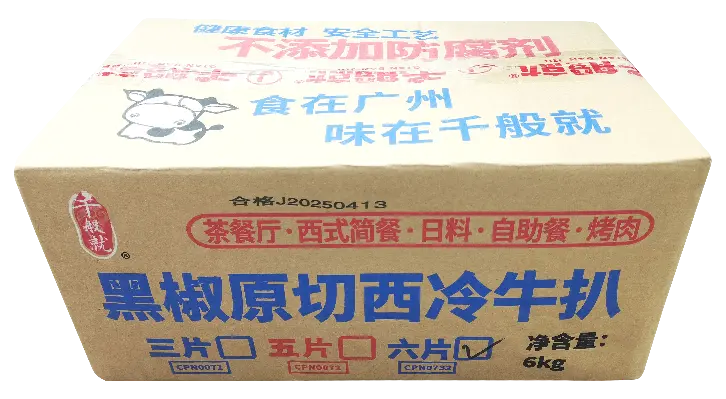 健康食材 安全工艺
不添加防腐剂
食在广州
味在千般就
合格J20250413
千般就
®
茶餐厅·西式简餐·日料·自助餐·烤肉
黑椒原切西冷牛扒
三片 五片 六片 ✓
CPN0071 CPN0732
净含量:
6kg